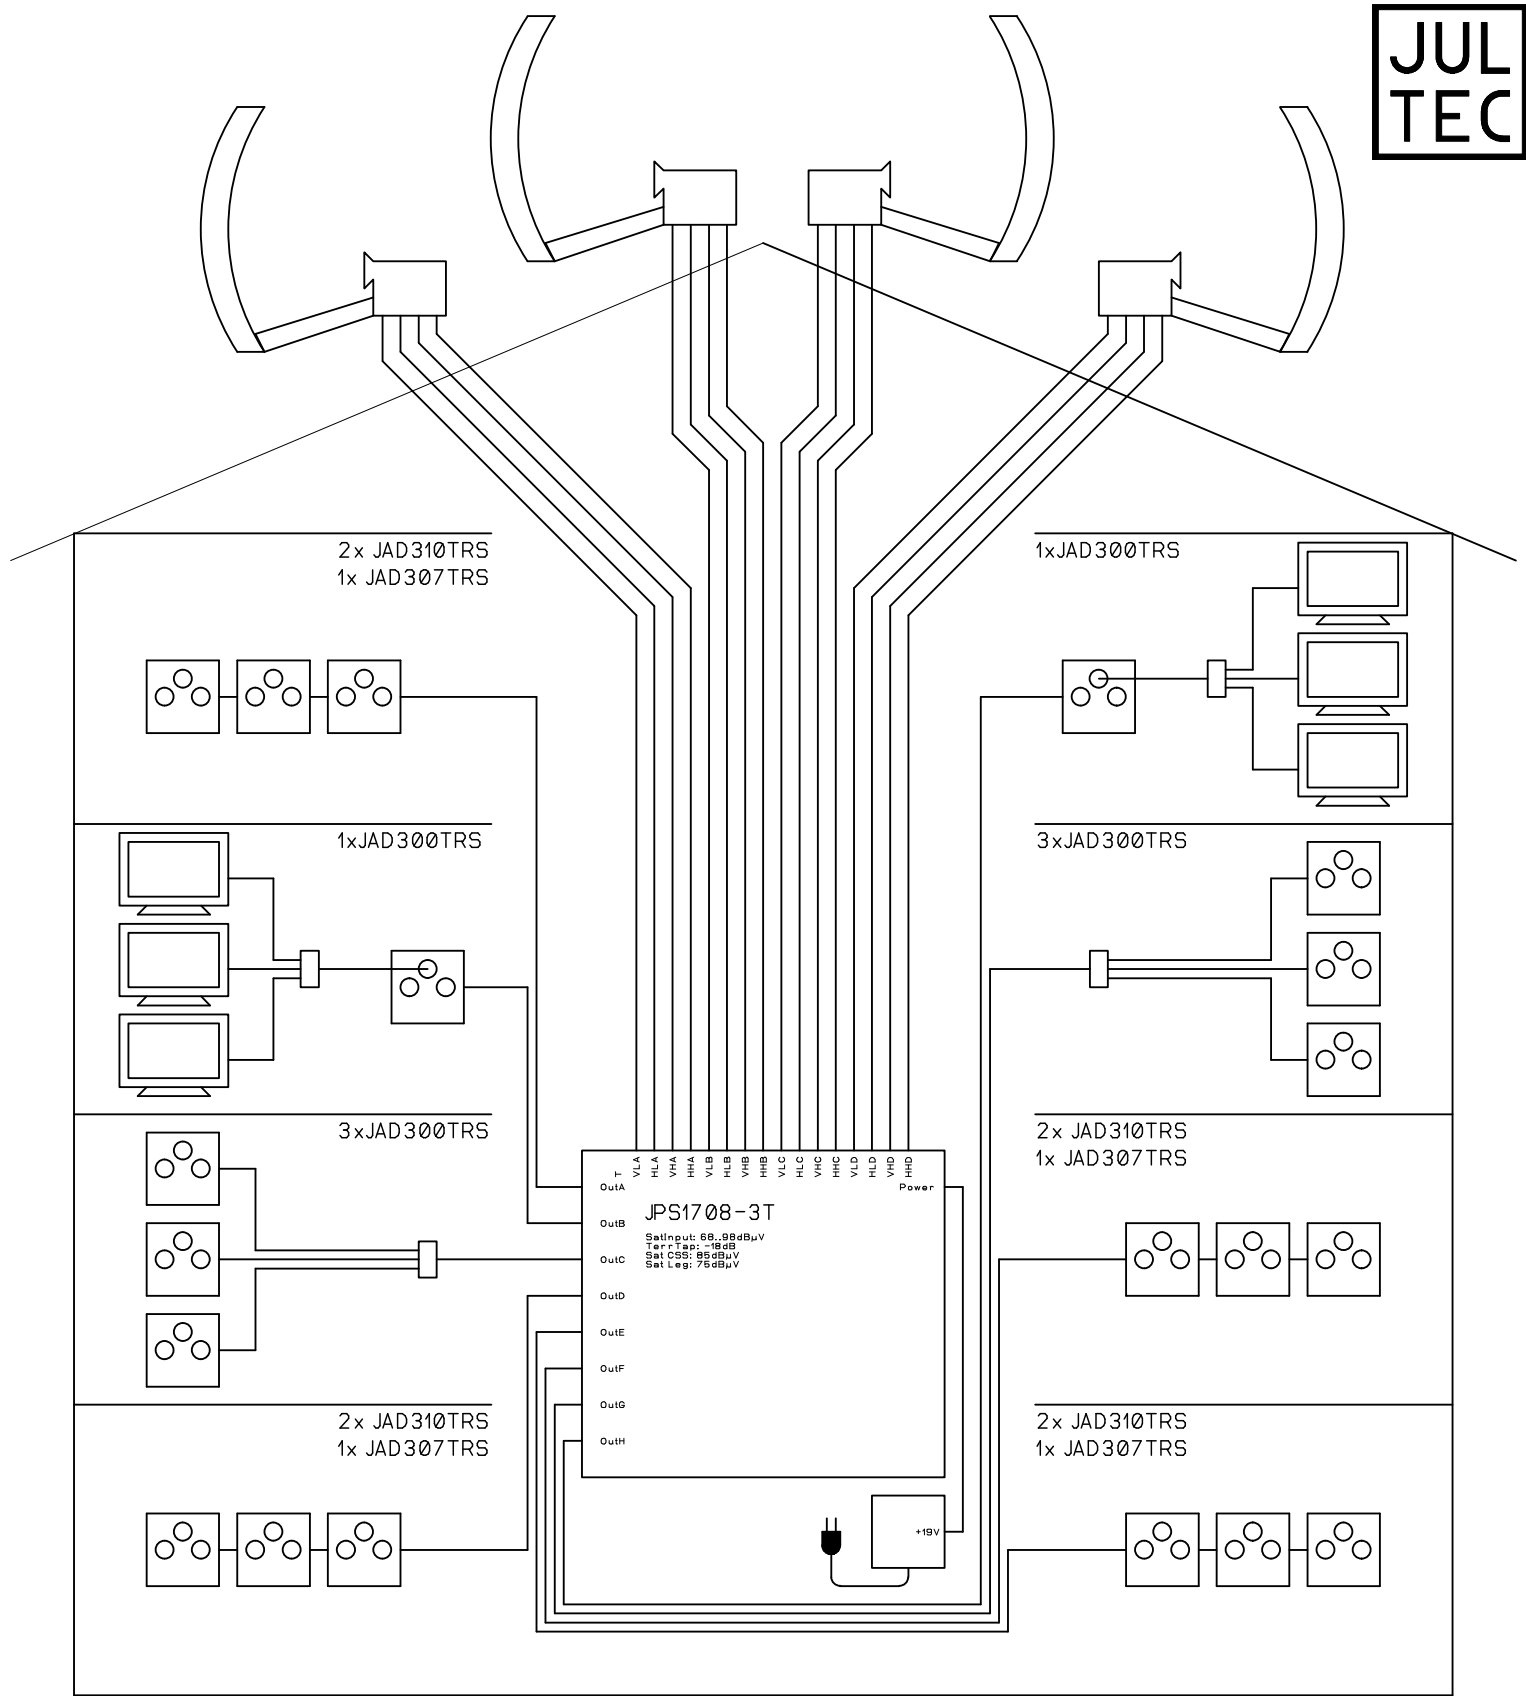 JUL
TEC
2x JAD310TRS
1x JAD307TRS
1xJAD300TRS
1xJAD300TRS
3xJAD300TRS
3xJAD300TRS
2x JAD310TRS
1x JAD307TRS
T
VLA
HLA
VHA
HHA
VLB
HLB
VHB
HHB
VLC
HLC
VHC
HHC
VLD
HLD
VHD
HHD
OutA
Power
JPS1708-3T
OutB
SatInput: 68..98dBµV
TerrTap: -18dB
Sat CSS: 85dBµV
Sat Leg: 75dBµV
OutC
OutD
OutE
OutF
OutG
OutH
2x JAD310TRS
1x JAD307TRS
2x JAD310TRS
1x JAD307TRS
+19V